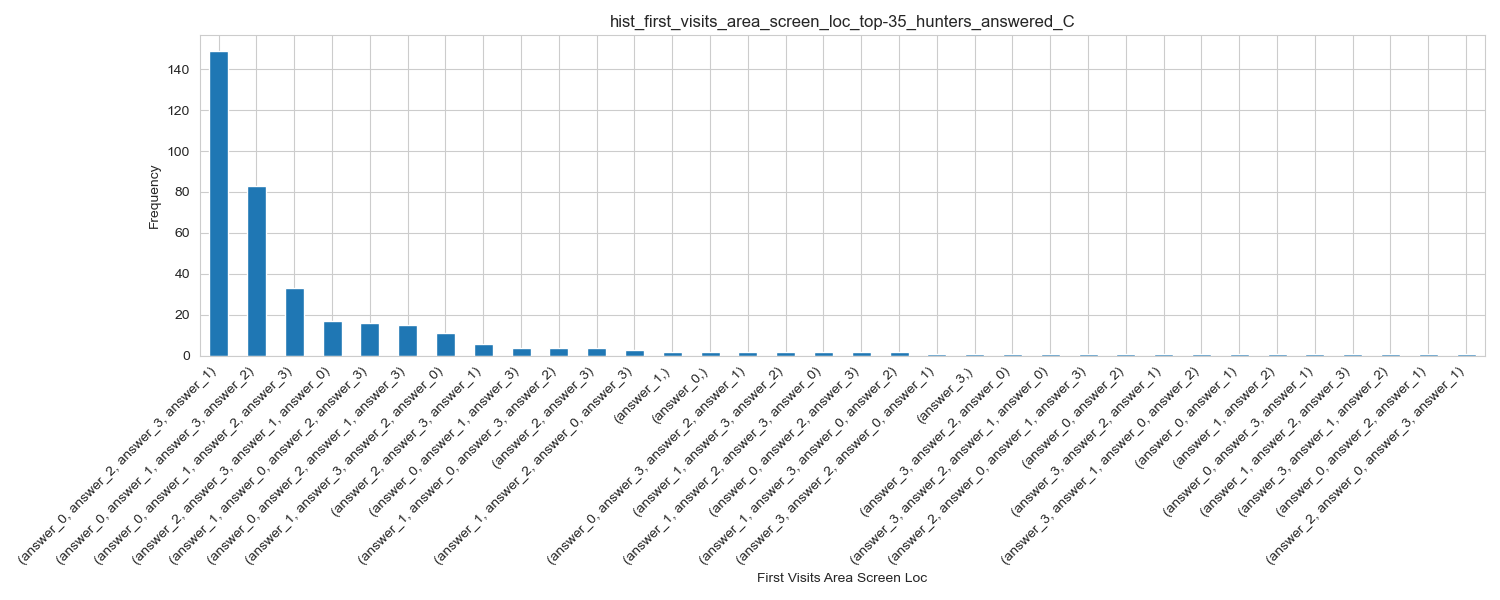 hist_first_visits_area_screen_loc_top-35_hunters_answered_C
140
120
100
80
60
40
20
0
Frequency
(answer_0, answer_2, answer_3, answer_1)
(answer_0, answer_1, answer_3, answer_2)
(answer_0, answer_1, answer_2, answer_3)
(answer_2, answer_3, answer_1, answer_0)
(answer_1, answer_0, answer_2, answer_3)
(answer_0, answer_2, answer_1, answer_3)
(answer_1, answer_3, answer_2, answer_0)
(answer_2, answer_3, answer_1)
(answer_0, answer_1, answer_3)
(answer_1, answer_0, answer_3, answer_2)
(answer_2, answer_3)
(answer_1, answer_2, answer_0, answer_3)
(answer_1,)
(answer_0,)
(answer_0, answer_3, answer_2, answer_1)
(answer_1, answer_3, answer_2)
(answer_1, answer_2, answer_3, answer_0)
(answer_0, answer_2, answer_3)
(answer_1, answer_3, answer_0, answer_2)
(answer_3, answer_2, answer_0, answer_1)
(answer_3,)
(answer_3, answer_2, answer_0)
(answer_3, answer_2, answer_1, answer_0)
(answer_2, answer_0, answer_1, answer_3)
(answer_0, answer_2)
(answer_3, answer_2, answer_1)
(answer_3, answer_1, answer_0, answer_2)
(answer_0, answer_1)
(answer_1, answer_2)
(answer_0, answer_3, answer_1)
(answer_1, answer_2, answer_3)
(answer_3, answer_1, answer_2)
(answer_0, answer_2, answer_1)
(answer_2, answer_0, answer_3, answer_1)
First Visits Area Screen Loc